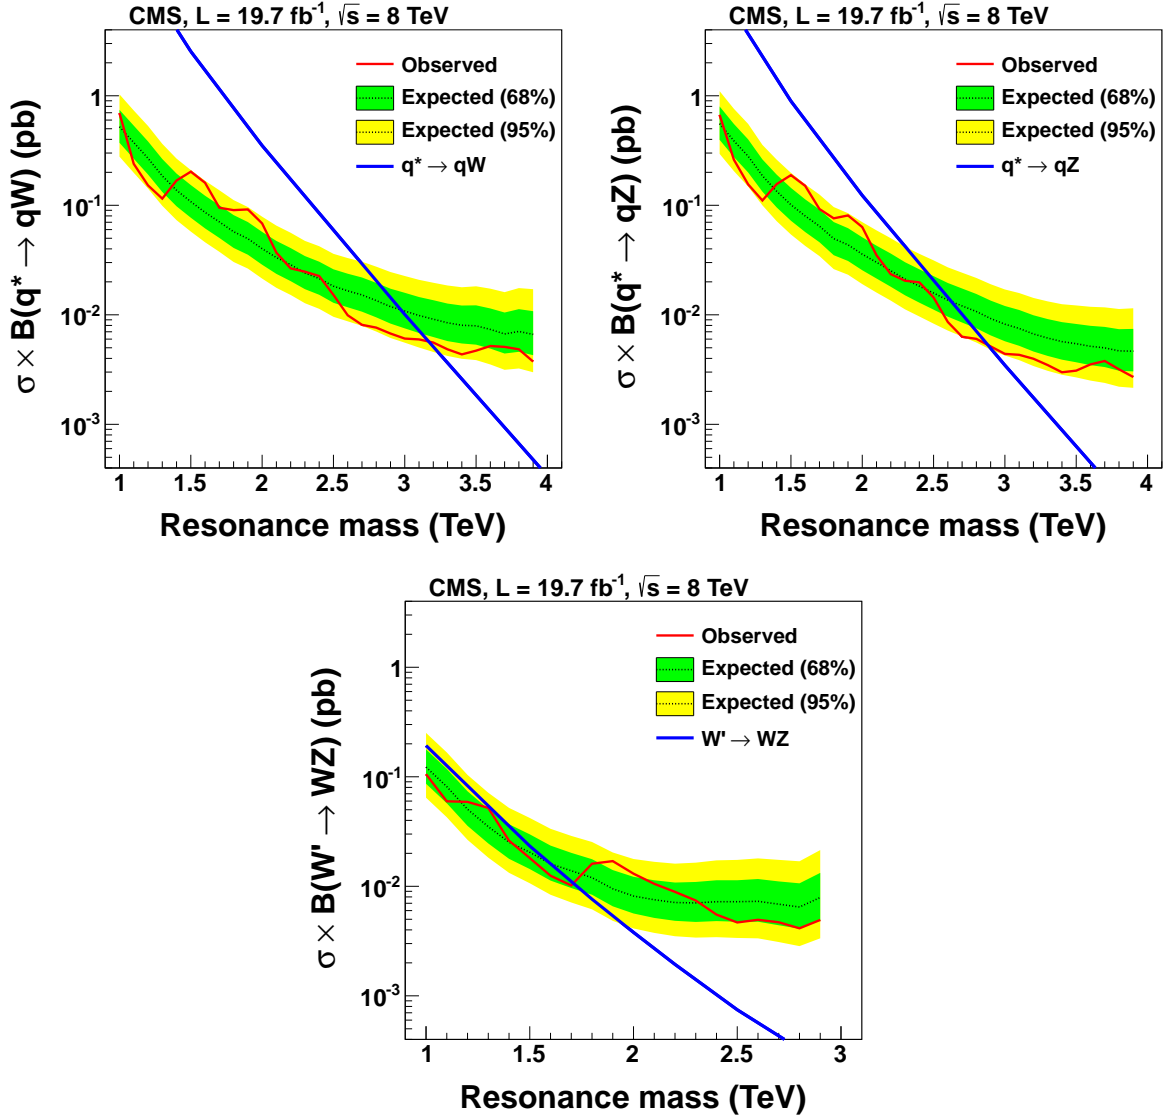 CMS, L = 19.7 fb⁻¹, √s = 8 TeV
σ × B(q* → qW) (pb)
Observed
Expected (68%)
Expected (95%)
q* → qW
1
10⁻¹
10⁻²
10⁻³
1 1.5 2 2.5 3 3.5 4
Resonance mass (TeV)
CMS, L = 19.7 fb⁻¹, √s = 8 TeV
σ × B(q* → qZ) (pb)
Observed
Expected (68%)
Expected (95%)
q* → qZ
1
10⁻¹
10⁻²
10⁻³
1 1.5 2 2.5 3 3.5 4
Resonance mass (TeV)
CMS, L = 19.7 fb⁻¹, √s = 8 TeV
σ × B(W' → WZ) (pb)
Observed
Expected (68%)
Expected (95%)
W' → WZ
1
10⁻¹
10⁻²
10⁻³
1 1.5 2 2.5 3
Resonance mass (TeV)